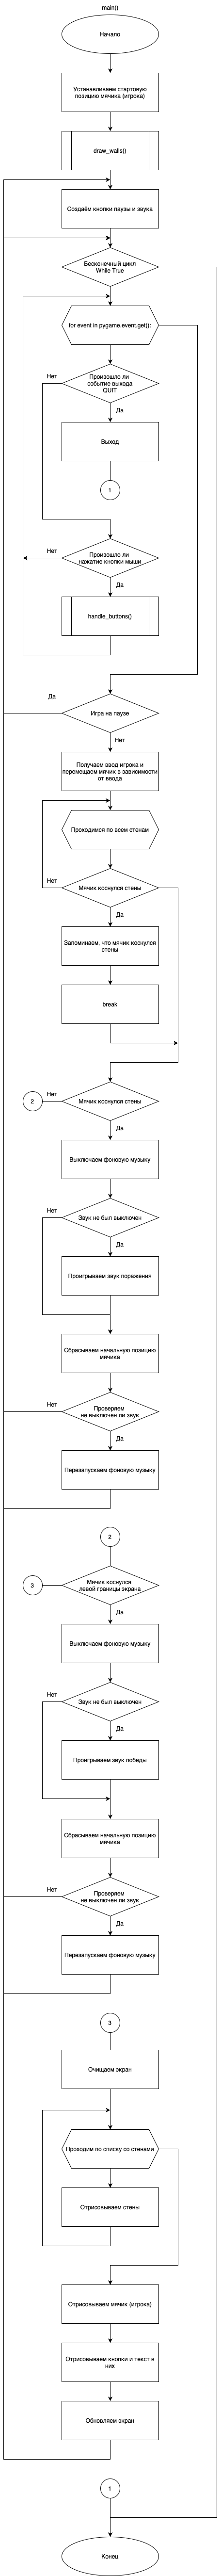 main()
Начало
Устанавливаем стартовую
позицию мячика (игрока)
draw_walls()
Создаём кнопки паузы и звука
Бесконечный цикл
While True
for event in pygame.event.get():
Нет
Произошло ли
событие выхода
QUIT
Да
Выход
1
Нет
Произошло ли
нажатие кнопки мыши
Да
handle_buttons()
Да
Игра на паузе
Нет
Получаем ввод игрока и
перемещаем мячик в зависимости
от ввода
Проходимся по всем стенам
Нет
Мячик коснулся стены
Да
Запоминаем, что мячик коснулся
стены
break
2
Нет
Мячик коснулся стены
Да
Выключаем фоновую музыку
Нет
Звук не был выключен
Да
Проигрываем звук поражения
Сбрасываем начальную позицию
мячика
Нет
Проверяем
не выключен ли звук
Да
Перезапускаем фоновую музыку
2
3
Нет
Мячик коснулся
левой границы экрана
Да
Выключаем фоновую музыку
Нет
Звук не был выключен
Да
Проигрываем звук победы
Сбрасываем начальную позицию
мячика
Нет
Проверяем
не выключен ли звук
Да
Перезапускаем фоновую музыку
3
Очищаем экран
Проходим по списку со стенами
Отрисовываем стены
Отрисовываем мячик (игрока)
Отрисовываем кнопки и текст в
них
Обновляем экран
1
Конец